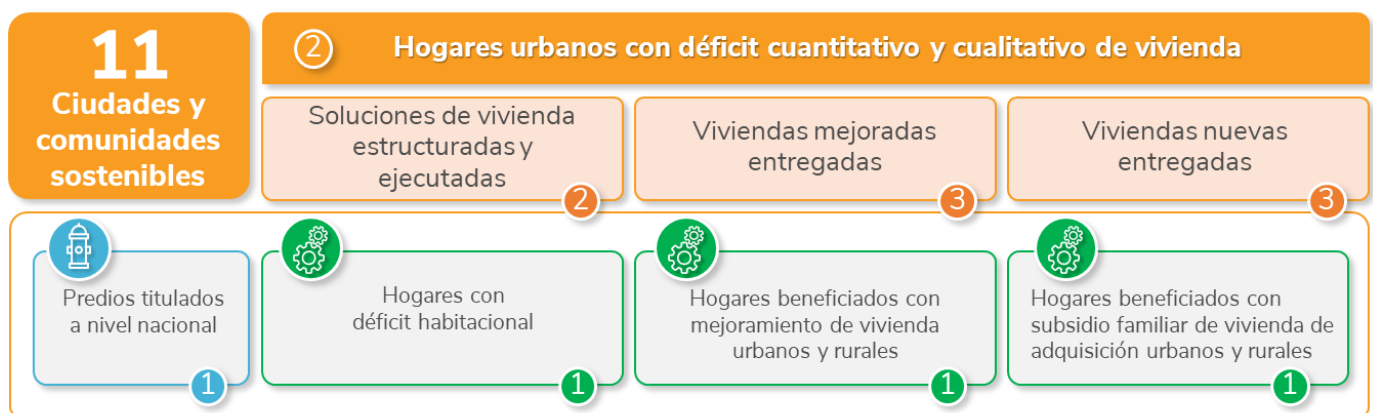 11
Ciudades y
comunidades
sostenibles
2
Hogares urbanos con déficit cuantitativo y cualitativo de vivienda
Soluciones de vivienda
estructuradas y
ejecutadas
2
Viviendas mejoradas
entregadas
3
Viviendas nuevas
entregadas
3
Predios titulados
a nivel nacional
1
Hogares con
déficit habitacional
1
Hogares beneficiados con
mejoramiento de vivienda
urbanos y rurales
1
Hogares beneficiados con
subsidio familiar de vivienda de
adquisición urbanos y rurales
1